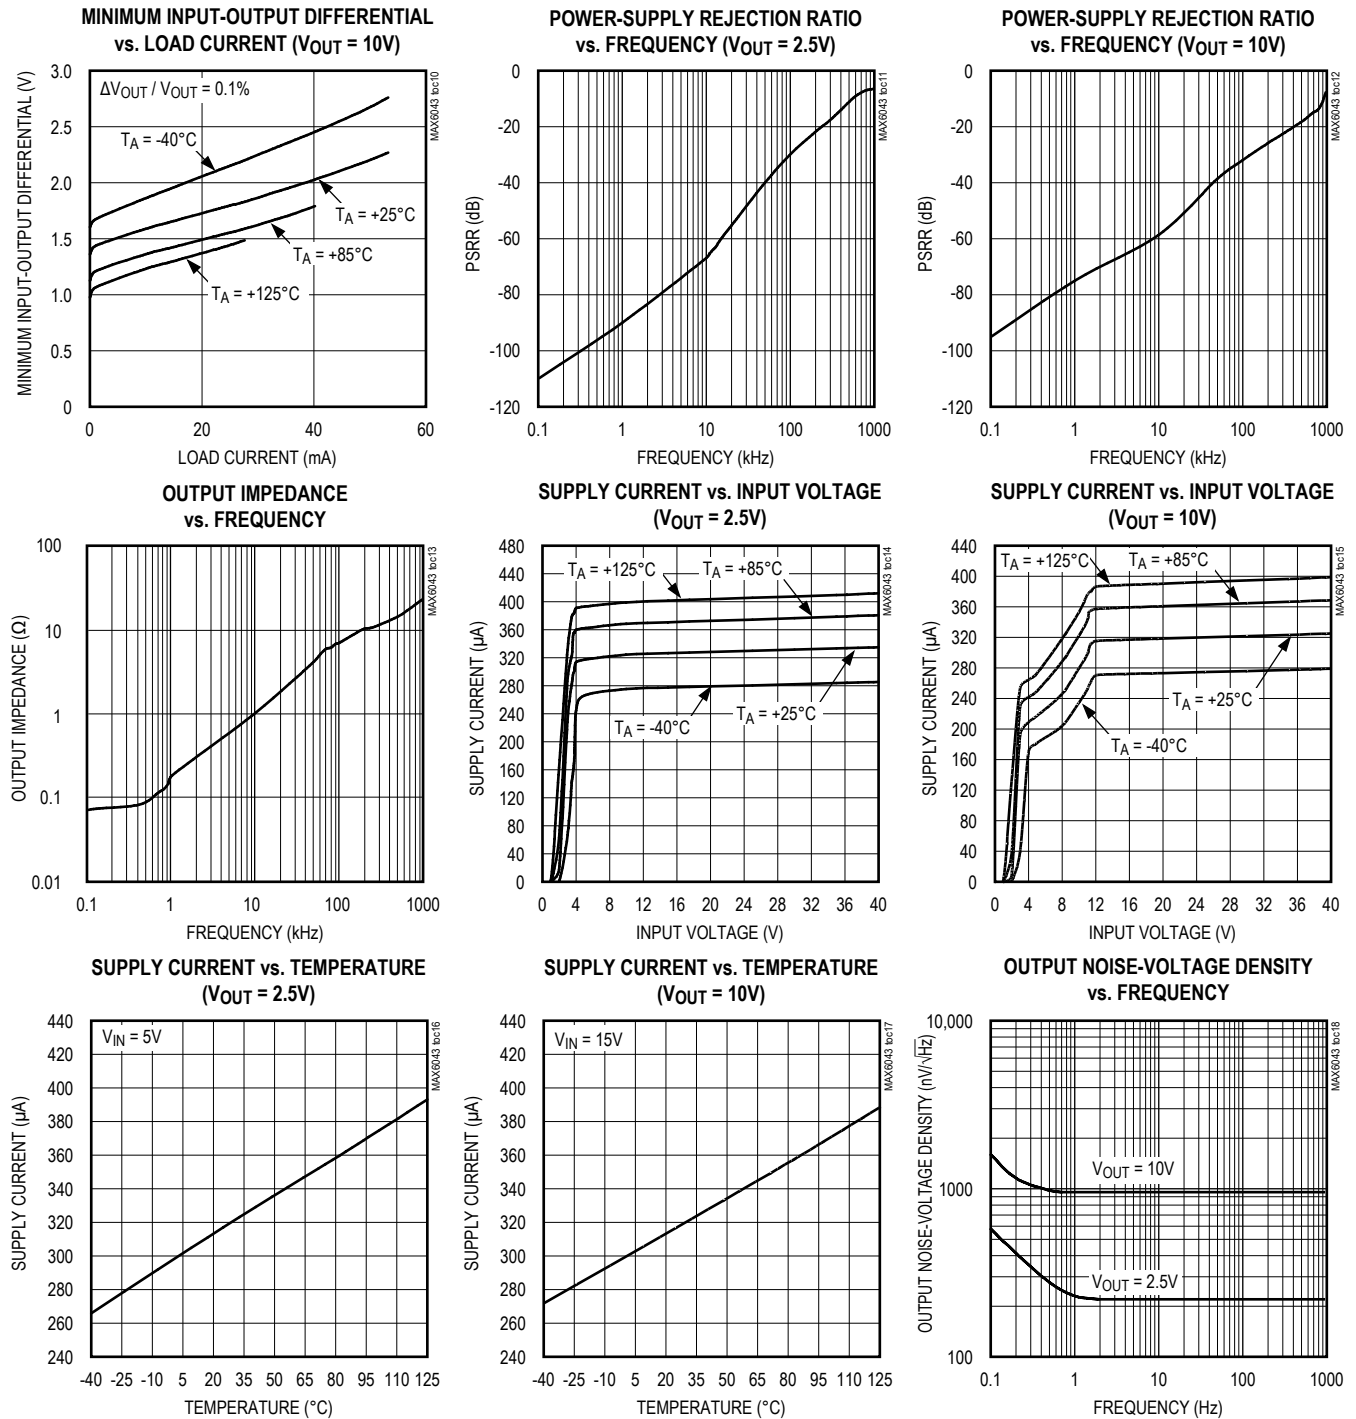 MINIMUM INPUT-OUTPUT DIFFERENTIAL
vs. LOAD CURRENT (VOUT = 10V)
MINIMUM INPUT-OUTPUT DIFFERENTIAL (V)
3.0
2.5
2.0
1.5
1.0
0.5
0
ΔVOUT / VOUT = 0.1%
TA = -40°C
TA = +25°C
TA = +85°C
TA = +125°C
MAX6043 toc10
0 20 40 60
LOAD CURRENT (mA)
POWER-SUPPLY REJECTION RATIO
vs. FREQUENCY (VOUT = 2.5V)
PSRR (dB)
0
-20
-40
-60
-80
-100
-120
MAX6043 toc11
0.1 1 10 100 1000
FREQUENCY (kHz)
POWER-SUPPLY REJECTION RATIO
vs. FREQUENCY (VOUT = 10V)
PSRR (dB)
0
-20
-40
-60
-80
-100
-120
MAX6043 toc12
0.1 1 10 100 1000
FREQUENCY (kHz)
OUTPUT IMPEDANCE
vs. FREQUENCY
OUTPUT IMPEDANCE (Ω)
100
10
1
0.1
0.01
MAX6043 toc13
0.1 1 10 100 1000
FREQUENCY (kHz)
SUPPLY CURRENT vs. INPUT VOLTAGE
(VOUT = 2.5V)
SUPPLY CURRENT (µA)
480
440
400
360
320
280
240
200
160
120
80
40
0
TA = +125°C
TA = +85°C
TA = +25°C
TA = -40°C
MAX6043 toc14
0 4 8 12 16 20 24 28 32 36 40
INPUT VOLTAGE (V)
SUPPLY CURRENT vs. INPUT VOLTAGE
(VOUT = 10V)
SUPPLY CURRENT (µA)
440
400
360
320
280
240
200
160
120
80
40
0
TA = +125°C
TA = +85°C
TA = +25°C
TA = -40°C
MAX6043 toc15
0 4 8 12 16 20 24 28 32 36 40
INPUT VOLTAGE (V)
SUPPLY CURRENT vs. TEMPERATURE
(VOUT = 2.5V)
SUPPLY CURRENT (µA)
440
420
400
380
360
340
320
300
280
260
240
VIN = 5V
MAX6043 toc16
-40 -25 -10 5 20 35 50 65 80 95 110 125
TEMPERATURE (°C)
SUPPLY CURRENT vs. TEMPERATURE
(VOUT = 10V)
SUPPLY CURRENT (µA)
440
420
400
380
360
340
320
300
280
260
240
VIN = 15V
MAX6043 toc17
-40 -25 -10 5 20 35 50 65 80 95 110 125
TEMPERATURE (°C)
OUTPUT NOISE-VOLTAGE DENSITY
vs. FREQUENCY
OUTPUT NOISE-VOLTAGE DENSITY (nV/√Hz)
10,000
1000
100
VOUT = 10V
VOUT = 2.5V
MAX6043 toc18
0.1 1 10 100 1000
FREQUENCY (Hz)